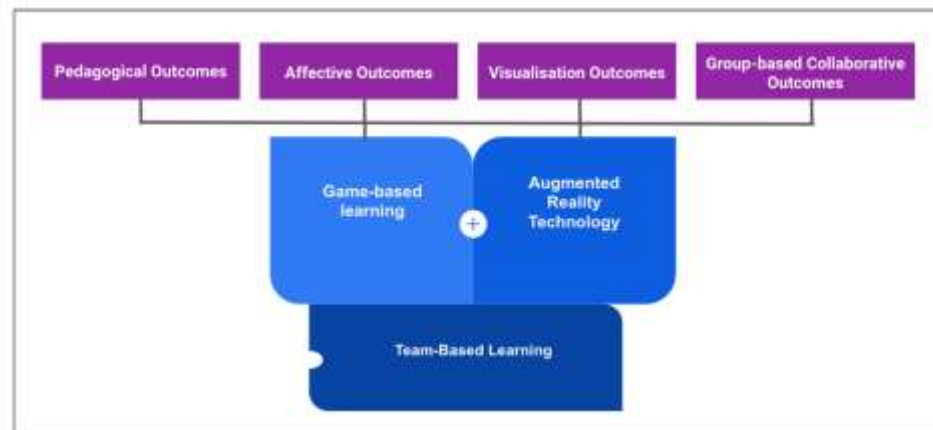 Pedagogical Outcomes
Affective Outcomes
Visualisation Outcomes
Group-based Collaborative
Outcomes
Game-based
learning
+
Augmented
Reality
Technology
Team-Based Learning